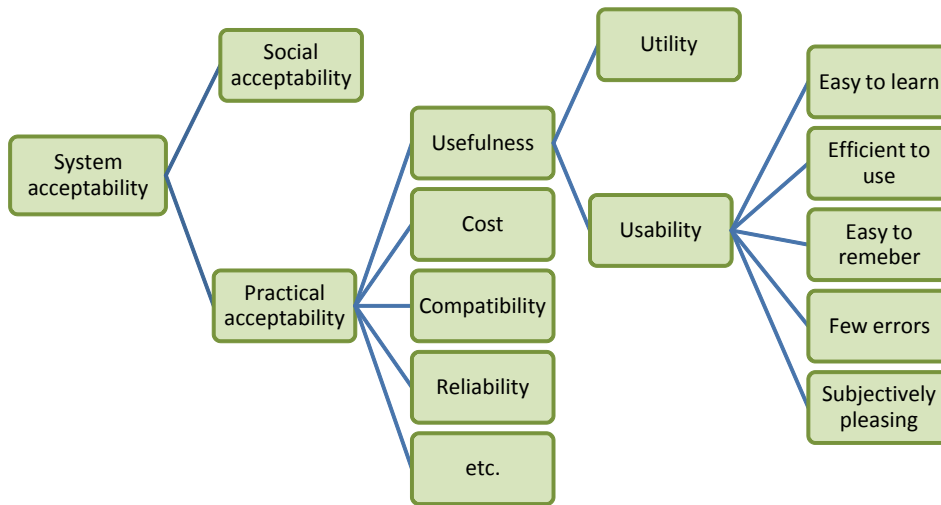 System
acceptability
Social
acceptability
Practical
acceptability
Usefulness
Cost
Compatibility
Reliability
etc.
Utility
Usability
Easy to learn
Efficient to
use
Easy to
remeber
Few errors
Subjectively
pleasing